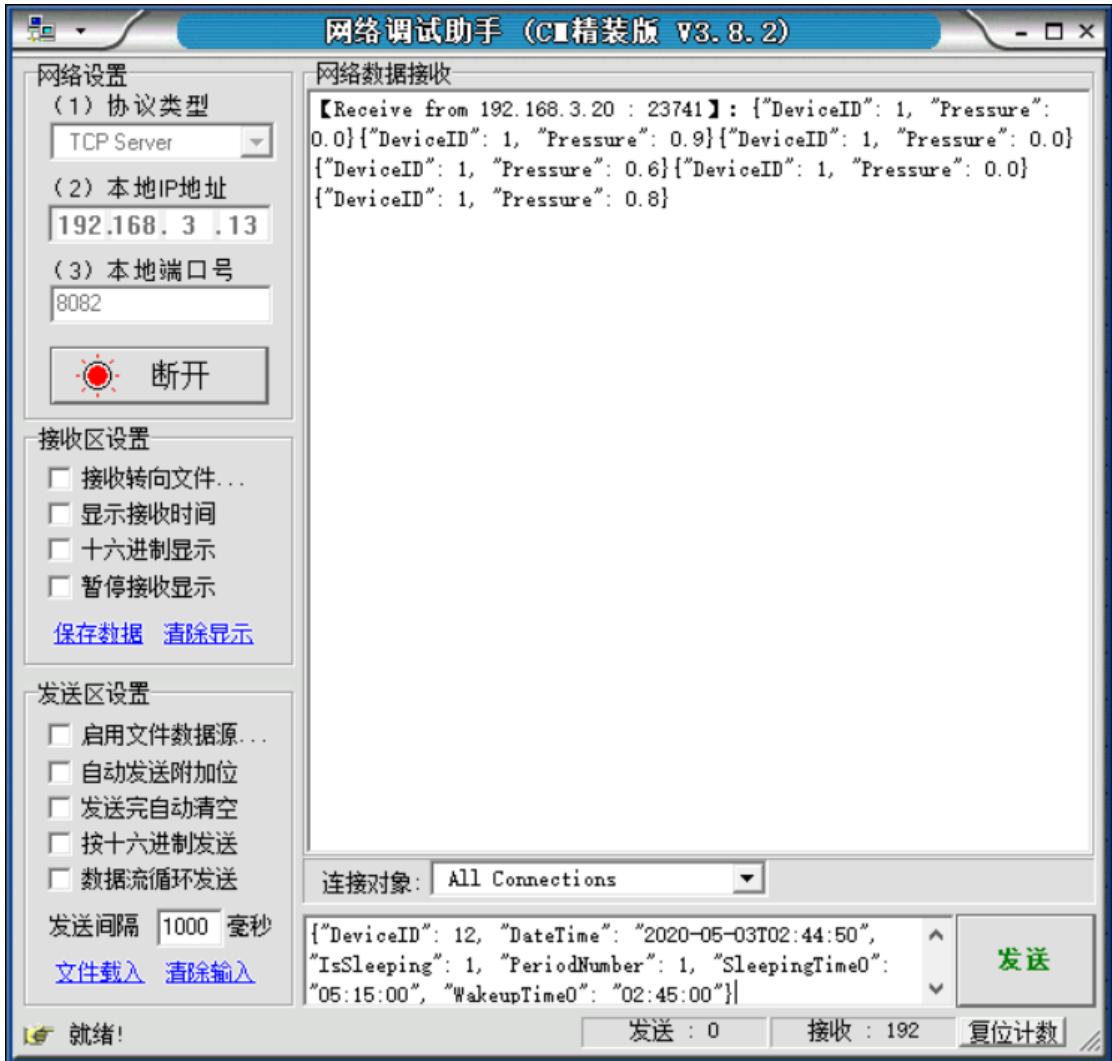 网络调试助手 (CⅢ精装版 V3.8.2)
网络设置
(1) 协议类型
TCP Server
(2) 本地IP地址
192.168. 3 .13
(3) 本地端口号
8082
断开
接收区设置
接收转向文件...
显示接收时间
十六进制显示
暂停接收显示
保存数据 清除显示
发送区设置
启用文件数据源...
自动发送附加位
发送完自动清空
按十六进制发送
数据流循环发送
发送间隔 1000 毫秒
文件载入 清除输入
网络数据接收
【Receive from 192.168.3.20 : 23741】: {"DeviceID": 1, "Pressure":
0.0}{"DeviceID": 1, "Pressure": 0.9}{"DeviceID": 1, "Pressure": 0.0}
{"DeviceID": 1, "Pressure": 0.6}{"DeviceID": 1, "Pressure": 0.0}
{"DeviceID": 1, "Pressure": 0.8}
连接对象: All Connections
{"DeviceID": 12, "DateTime": "2020-05-03T02:44:50",
"IsSleeping": 1, "PeriodNumber": 1, "SleepingTime0":
"05:15:00", "WakeupTime0": "02:45:00"}
发送
就绪!
发送 : 0
接收 : 192
复位计数